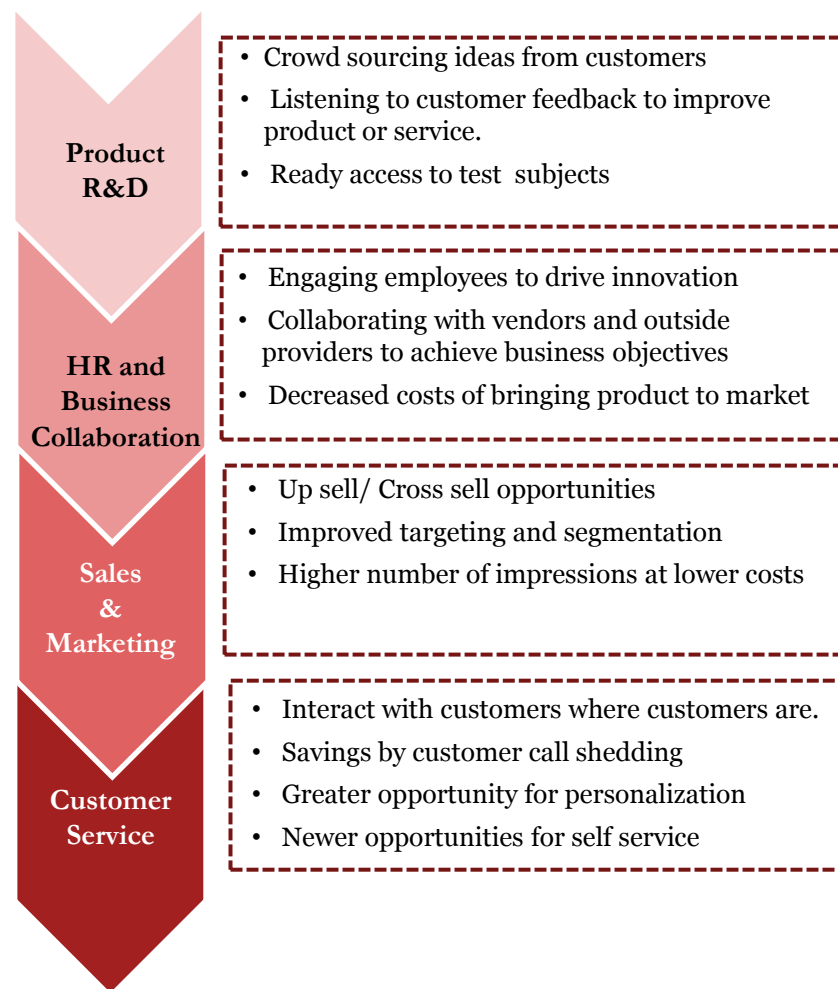 Product
R&D
• Crowd sourcing ideas from customers
• Listening to customer feedback to improve
product or service.
• Ready access to test subjects
HR and
Business
Collaboration
• Engaging employees to drive innovation
• Collaborating with vendors and outside
providers to achieve business objectives
• Decreased costs of bringing product to market
Sales
&
Marketing
• Up sell/ Cross sell opportunities
• Improved targeting and segmentation
• Higher number of impressions at lower costs
Customer
Service
• Interact with customers where customers are.
• Savings by customer call shedding
• Greater opportunity for personalization
• Newer opportunities for self service